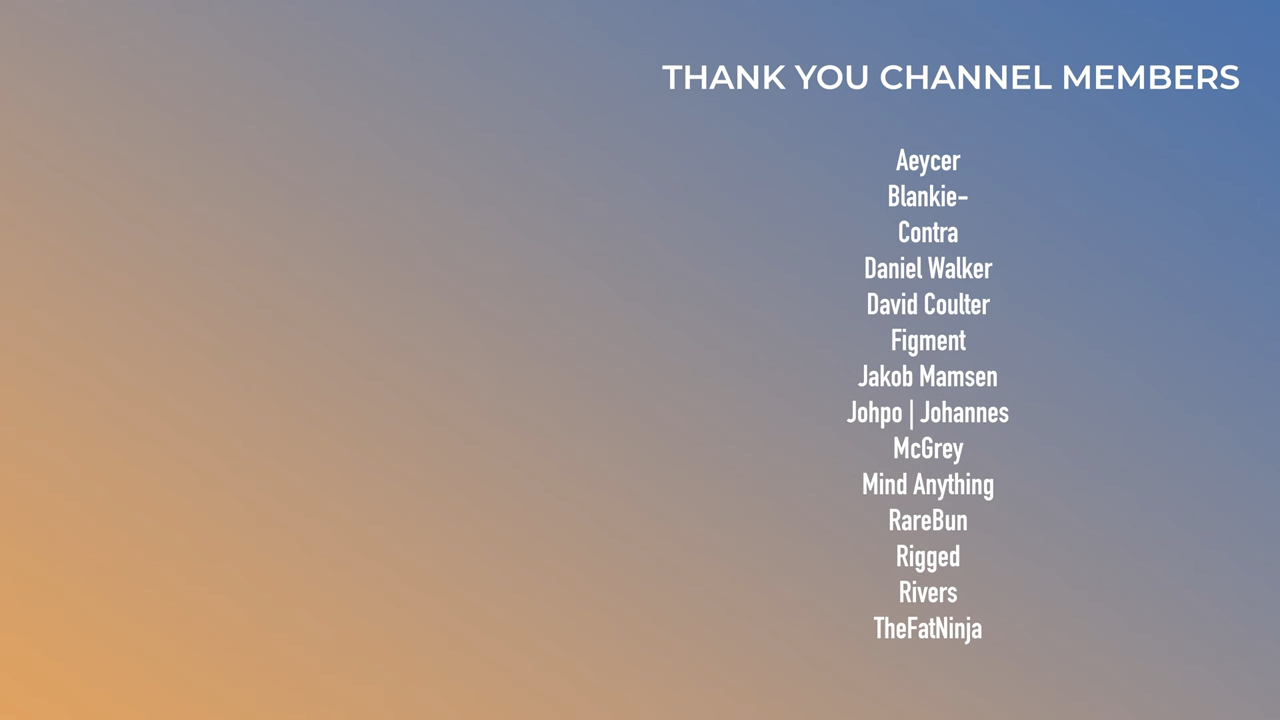 THANK YOU CHANNEL MEMBERS
Aeycer
Blankie-
Contra
Daniel Walker
David Coulter
Figment
Jakob Mamsen
Johpo | Johannes
McGrey
Mind Anything
RareBun
Rigged
Rivers
TheFatNinja